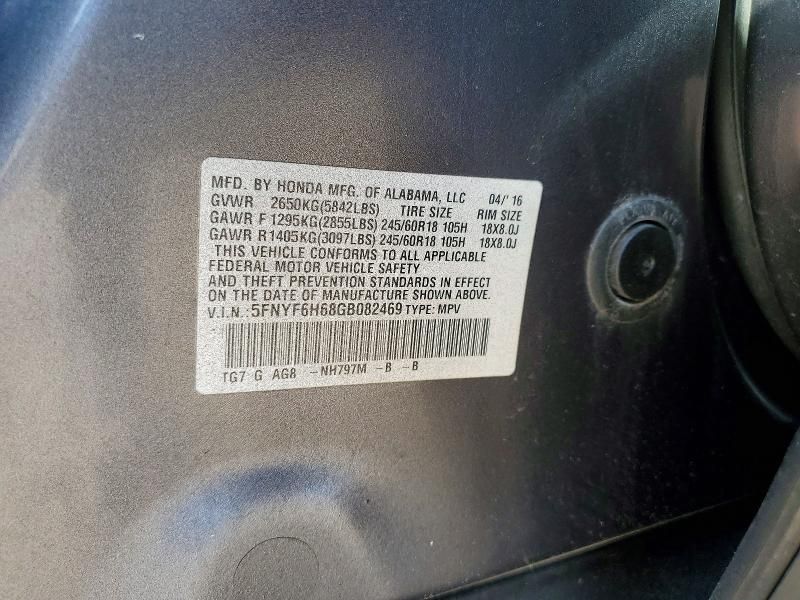 MFD. BY HONDA MFG. OF ALABAMA, LLC 04/'16
GVWR 2650KG(5842LBS) TIRE SIZE RIM SIZE
GAWR F 1295KG(2855LBS) 245/60R18 105H 18X8.0J
GAWR R1405KG(3097LBS) 245/60R18 105H 18X8.0J
THIS VEHICLE CONFORMS TO ALL APPLICABLE
FEDERAL MOTOR VEHICLE SAFETY
AND THEFT PREVENTION STANDARDS IN EFFECT
ON THE DATE OF MANUFACTURE SHOWN ABOVE.
V.I.N.: 5FNYF6H68GB082469 TYPE: MPV
TG7 G AG8 -NH797M -B -B